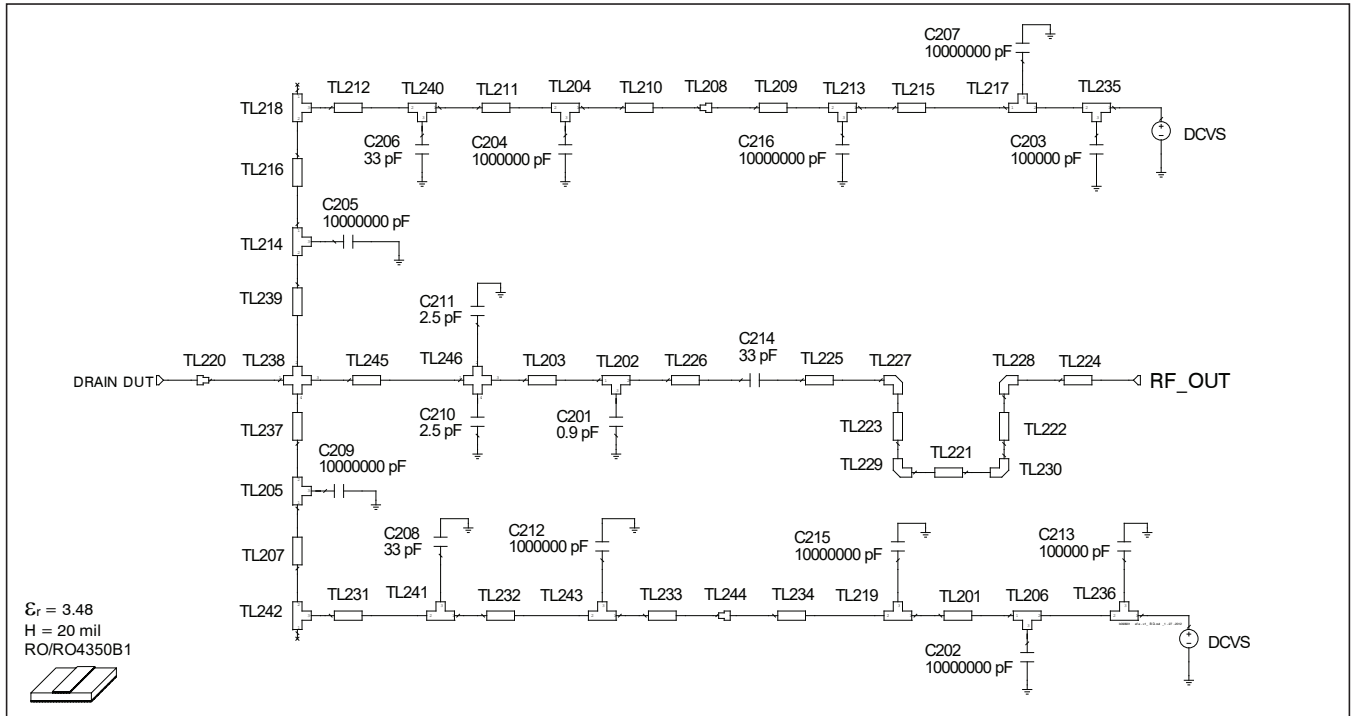 C207
10000000 pF
TL212
TL240
TL211
TL204
TL210
TL208
TL209
TL213
TL215
TL217
TL235
TL218
DCVS
C206
33 pF
C204
1000000 pF
C216
10000000 pF
C203
100000 pF
TL216
C205
10000000 pF
TL214
TL239
C211
2.5 pF
C214
33 pF
TL220
TL238
TL245
TL246
TL203
TL202
TL226
TL225
TL227
TL228
TL224
DRAIN DUT
RF_OUT
C210
2.5 pF
C201
0.9 pF
TL237
TL223
TL222
C209
10000000 pF
TL221
TL229
TL230
TL205
C208
33 pF
C212
1000000 pF
C215
10000000 pF
C213
100000 pF
TL207
TL231
TL241
TL232
TL243
TL233
TL244
TL234
TL219
TL201
TL206
TL236
TL242
DCVS
C202
10000000 pF
Ɛr = 3.48
H = 20 mil
RO/RO4350B1